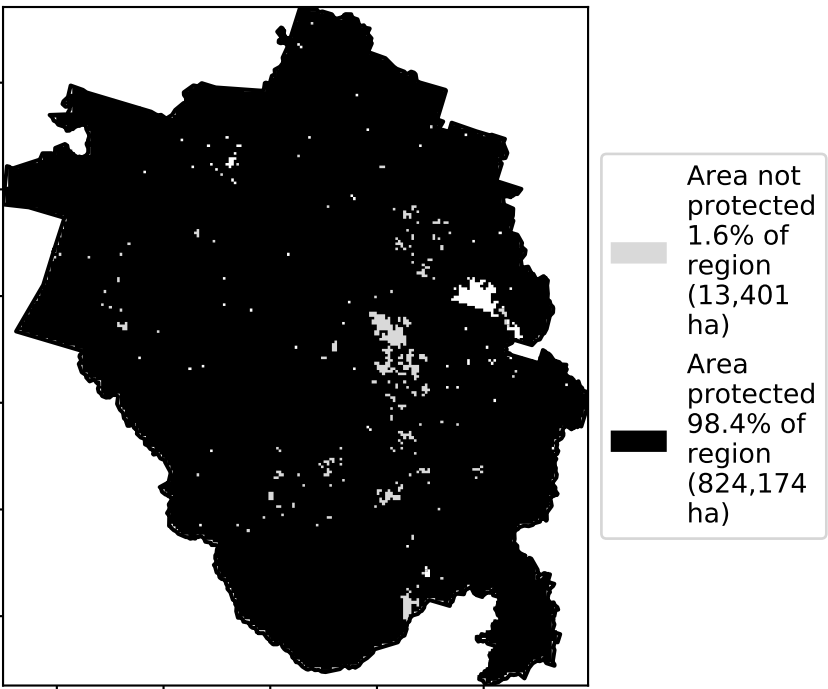 Area not
protected
1.6% of
region
(13,401
ha)
Area
protected
98.4% of
region
(824,174
ha)